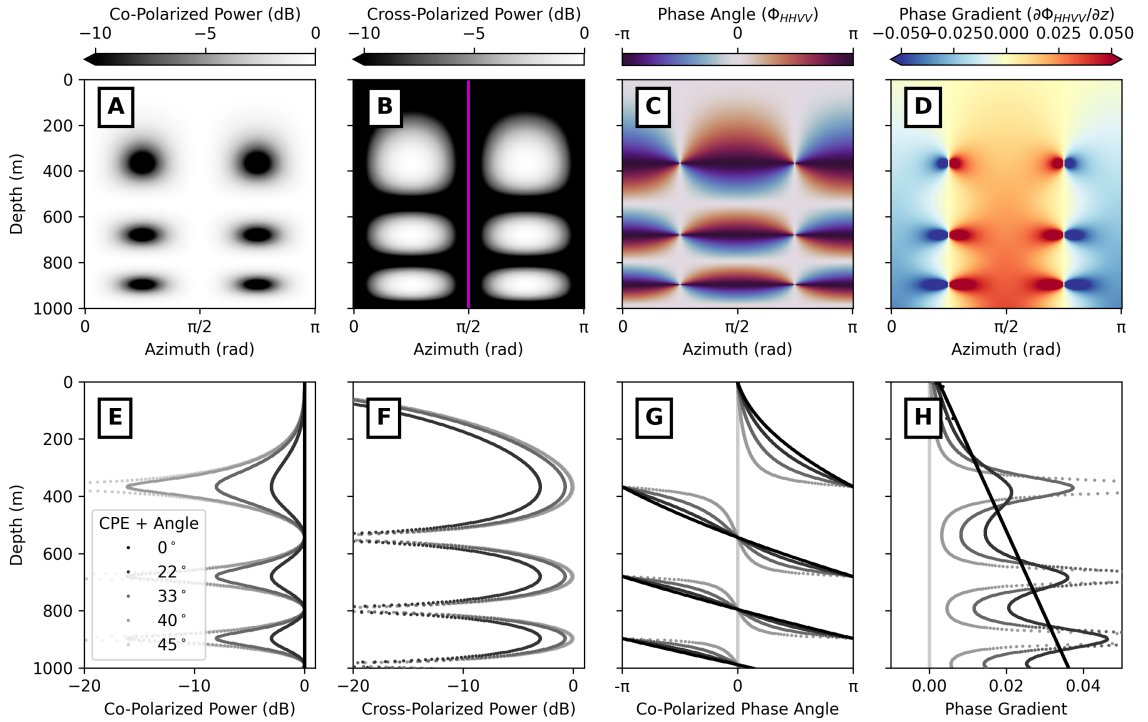 Co-Polarized Power (dB)
−10 −5 0
Cross-Polarized Power (dB)
−10 −5 0
Phase Angle (Φ_HHVV)
-π 0 π
Phase Gradient (∂Φ_HHVV/∂z)
−0.050 −0.025 0.000 0.025 0.050
A
B
C
D
Depth (m)
0
200
400
600
800
1000
0 π/2 π
Azimuth (rad)
0 π/2 π
Azimuth (rad)
0 π/2 π
Azimuth (rad)
0 π/2 π
Azimuth (rad)
E
F
G
H
Depth (m)
0
200
400
600
800
1000
CPE + Angle
0°
22°
33°
40°
45°
−20 −10 0
Co-Polarized Power (dB)
−20 −10 0
Cross-Polarized Power (dB)
-π 0 π
Co-Polarized Phase Angle
0.00 0.02 0.04
Phase Gradient